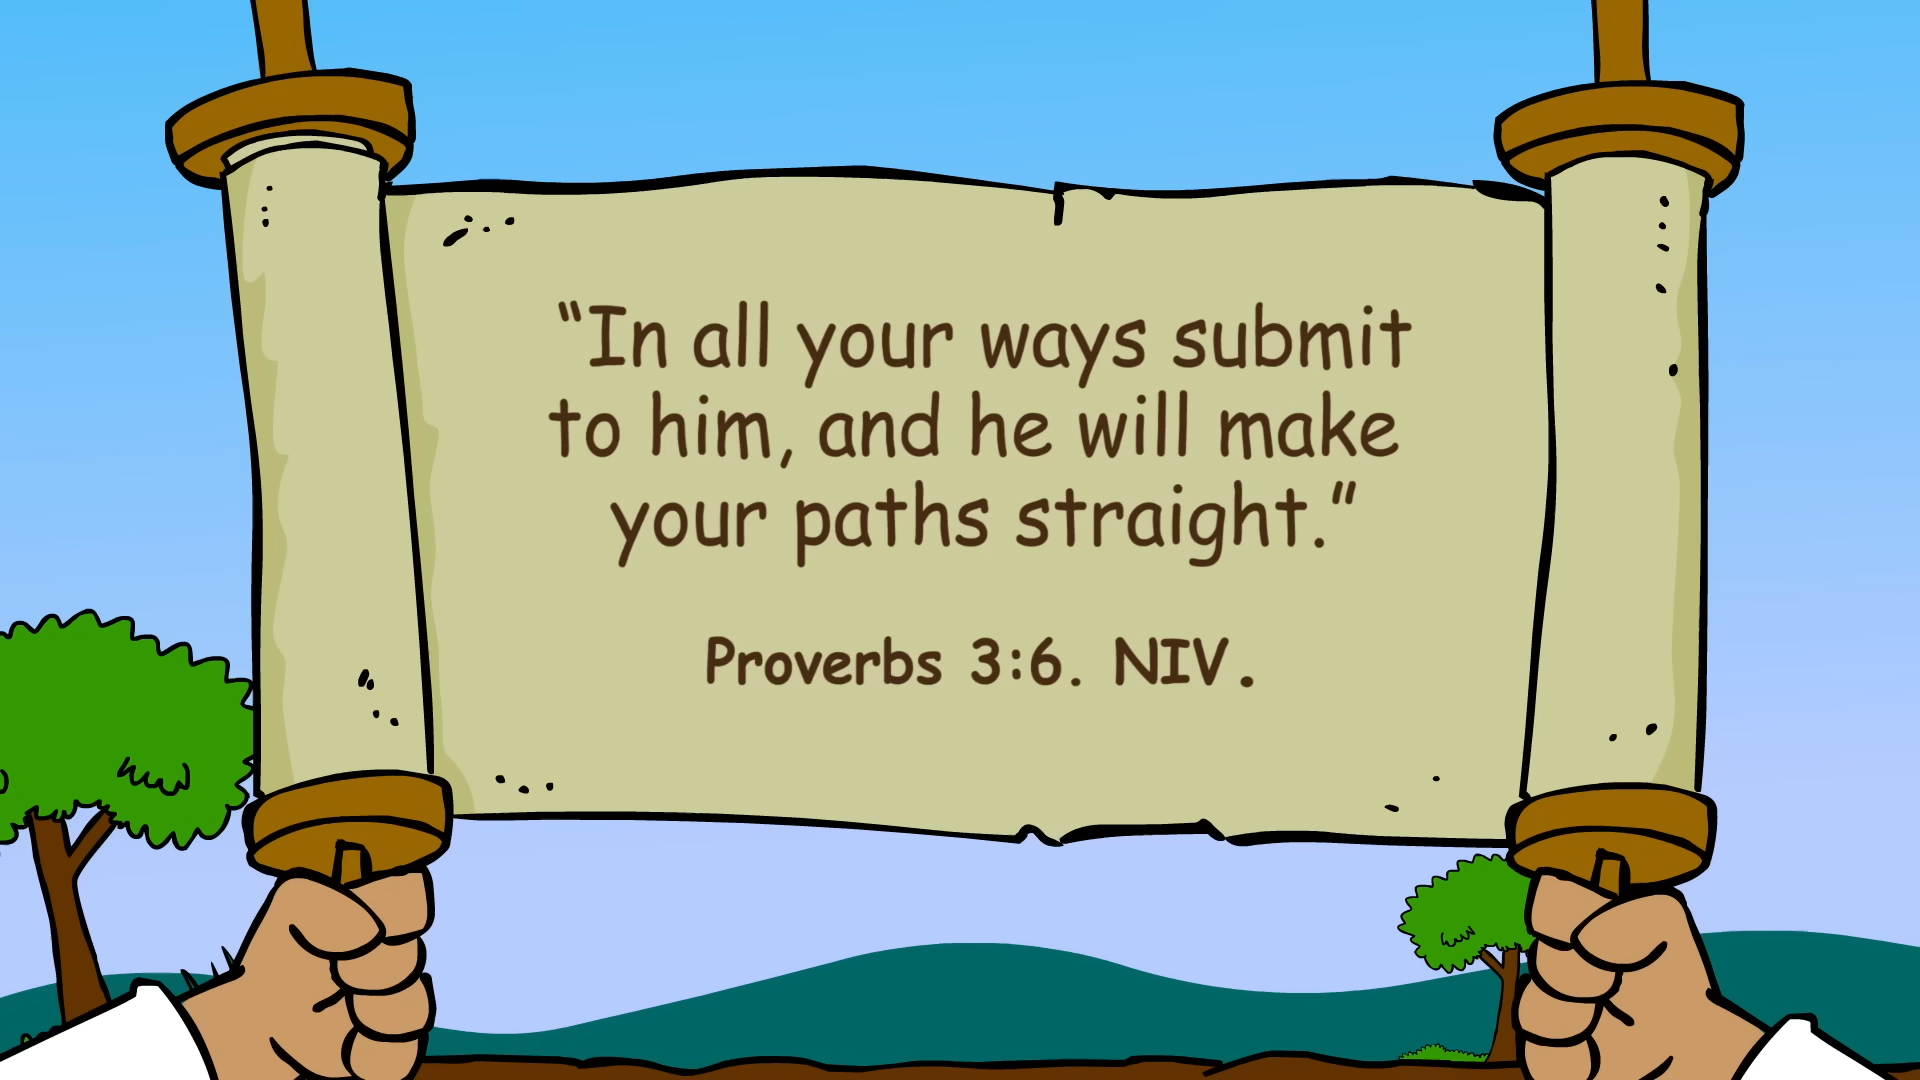 “In all your ways submit
to him, and he will make
your paths straight.”
Proverbs 3:6. NIV.